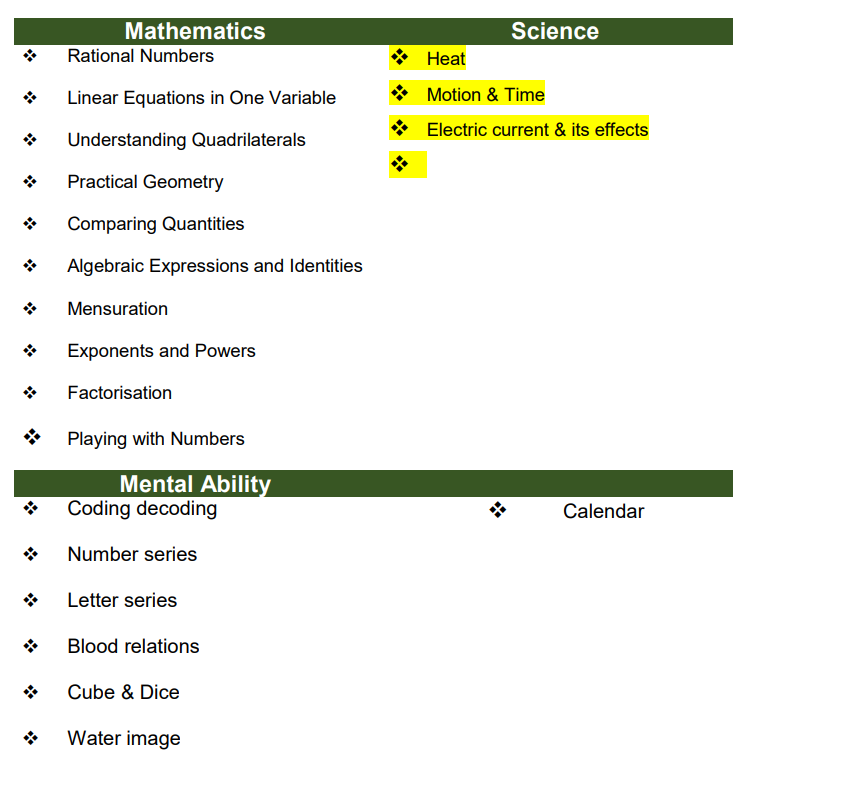 Mathematics
❖ Rational Numbers
❖ Linear Equations in One Variable
❖ Understanding Quadrilaterals
❖ Practical Geometry
❖ Comparing Quantities
❖ Algebraic Expressions and Identities
❖ Mensuration
❖ Exponents and Powers
❖ Factorisation
❖ Playing with Numbers
Science
❖ Heat
❖ Motion & Time
❖ Electric current & its effects
❖
Mental Ability
❖ Coding decoding
❖ Number series
❖ Letter series
❖ Blood relations
❖ Cube & Dice
❖ Water image
❖ Calendar